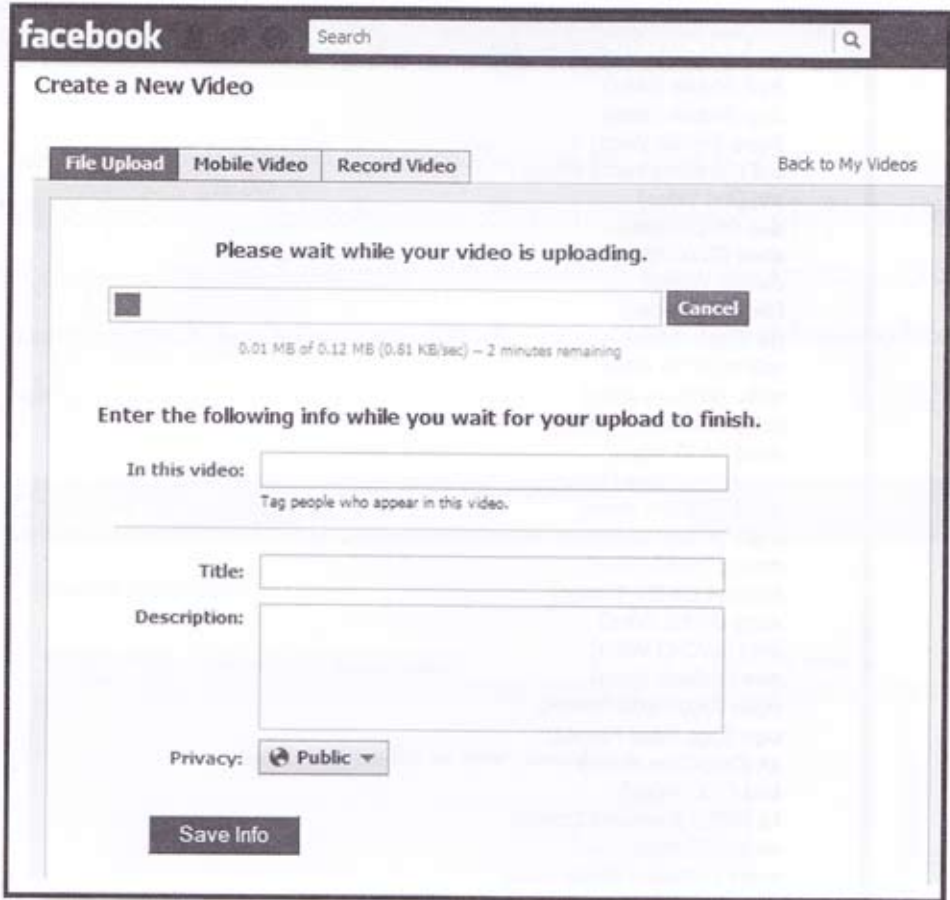 facebook
Search
Create a New Video
File Upload Mobile Video Record Video Back to My Videos
Please wait while your video is uploading.
Cancel
0.01 MB of 0.12 MB (0.81 KB/sec) -- 2 minutes remaining
Enter the following info while you wait for your upload to finish.
In this video:
Tag people who appear in this video.
Title:
Description:
Privacy: Public
Save Info